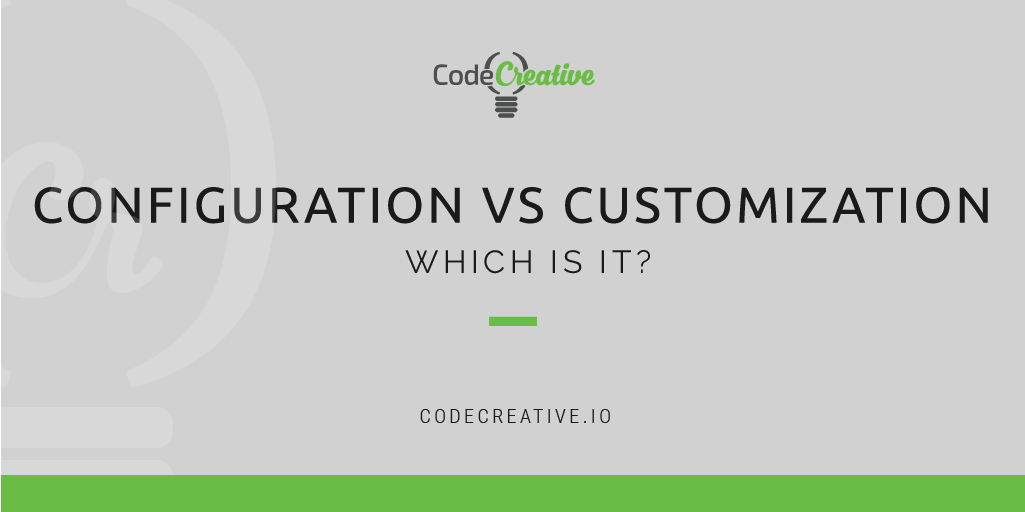 CodeCreative
CONFIGURATION VS CUSTOMIZATION
WHICH IS IT?
CODECREATIVE.IO